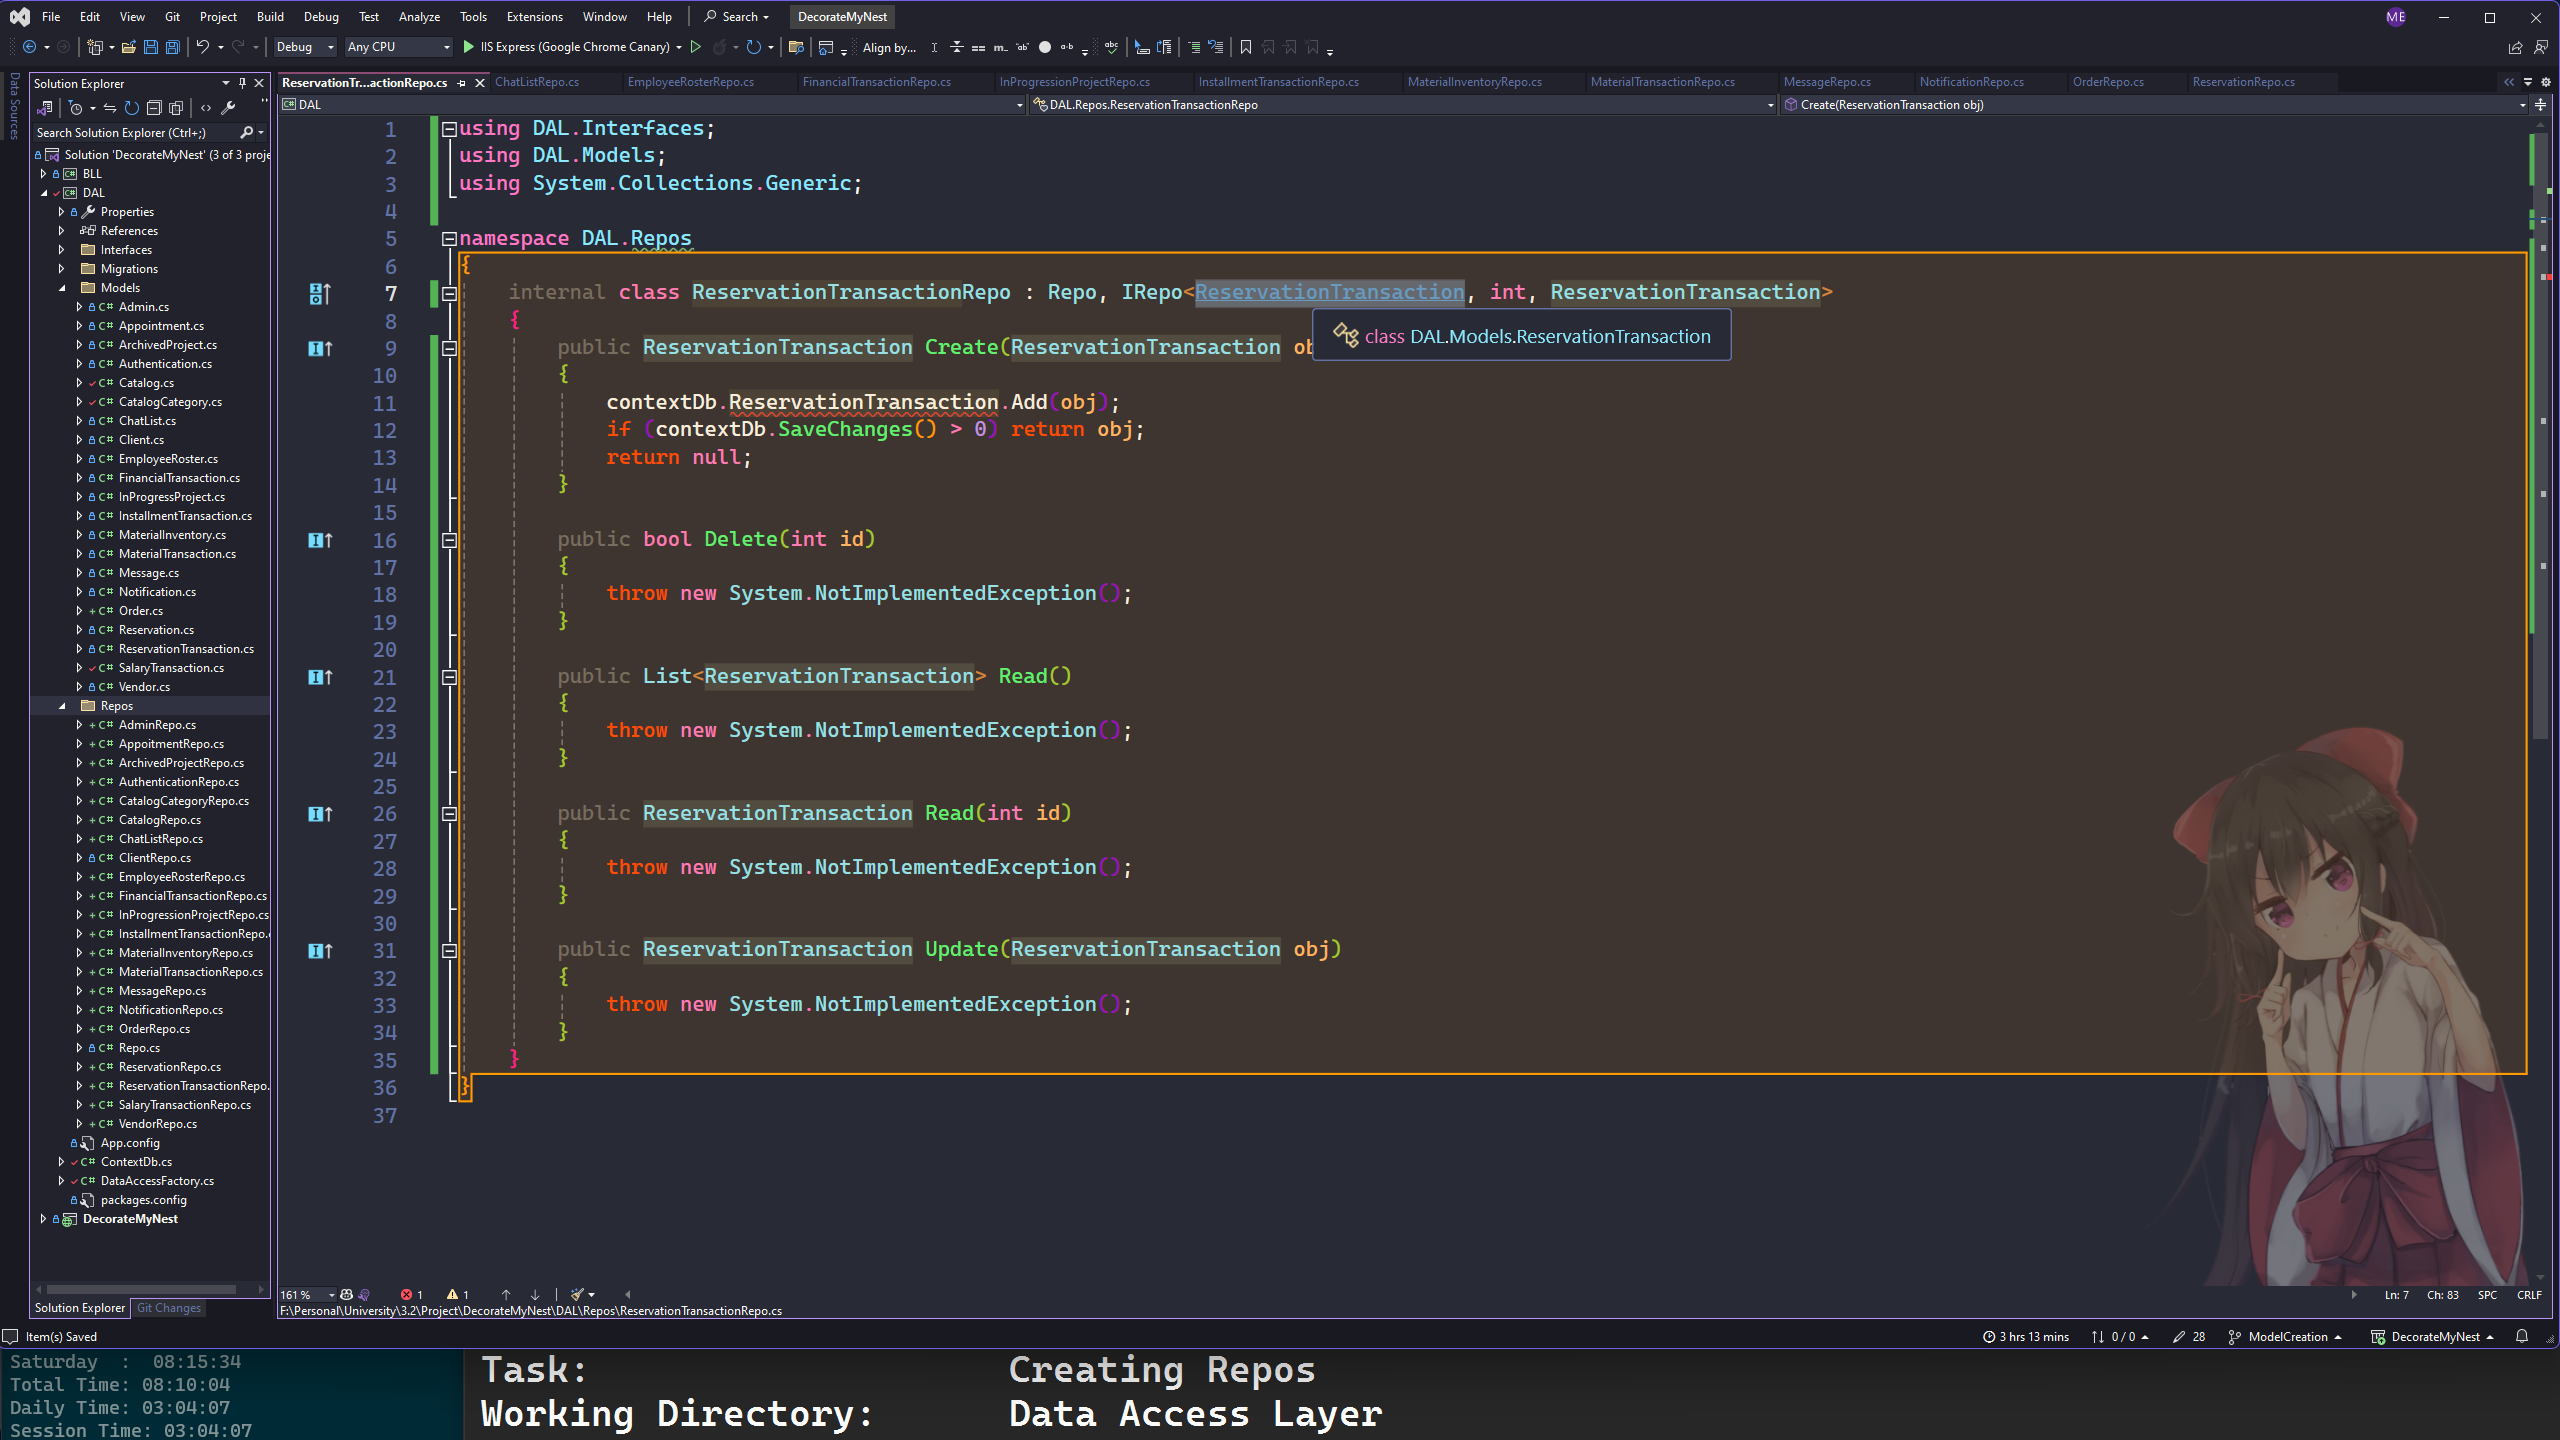 File Edit View Git Project Build Debug Test Analyze Tools Extensions Window Help Search DecorateMyNest ME
Debug Any CPU IIS Express (Google Chrome Canary) Align by...
Data Sources
Solution Explorer
Search Solution Explorer (Ctrl+;)
Solution 'DecorateMyNest' (3 of 3 proje
BLL
DAL
Properties
References
Interfaces
Migrations
Models
C# Admin.cs
C# Appointment.cs
C# ArchivedProject.cs
C# Authentication.cs
C# Catalog.cs
C# CatalogCategory.cs
C# ChatList.cs
C# Client.cs
C# EmployeeRoster.cs
C# FinancialTransaction.cs
C# InProgressProject.cs
C# InstallmentTransaction.cs
C# MaterialInventory.cs
C# MaterialTransaction.cs
C# Message.cs
C# Notification.cs
C# Order.cs
C# Reservation.cs
C# ReservationTransaction.cs
C# SalaryTransaction.cs
C# Vendor.cs
Repos
C# AdminRepo.cs
C# AppoitmentRepo.cs
C# ArchivedProjectRepo.cs
C# AuthenticationRepo.cs
C# CatalogCategoryRepo.cs
C# CatalogRepo.cs
C# ChatListRepo.cs
C# ClientRepo.cs
C# EmployeeRosterRepo.cs
C# FinancialTransactionRepo.cs
C# InProgressionProjectRepo.cs
C# InstallmentTransactionRepo.
C# MaterialInventoryRepo.cs
C# MaterialTransactionRepo.cs
C# MessageRepo.cs
C# NotificationRepo.cs
C# OrderRepo.cs
C# Repo.cs
C# ReservationRepo.cs
C# ReservationTransactionRepo.
C# SalaryTransactionRepo.cs
C# VendorRepo.cs
App.config
C# ContextDb.cs
C# DataAccessFactory.cs
packages.config
DecorateMyNest
Solution Explorer Git Changes
ReservationTr...actionRepo.cs ChatListRepo.cs EmployeeRosterRepo.cs FinancialTransactionRepo.cs InProgressionProjectRepo.cs InstallmentTransactionRepo.cs MaterialInventoryRepo.cs MaterialTransactionRepo.cs MessageRepo.cs NotificationRepo.cs OrderRepo.cs ReservationRepo.cs
C# DAL DAL.Repos.ReservationTransactionRepo Create(ReservationTransaction obj)
1 using DAL.Interfaces;
2 using DAL.Models;
3 using System.Collections.Generic;
4
5 namespace DAL.Repos
6 {
7 internal class ReservationTransactionRepo : Repo, IRepo<ReservationTransaction, int, ReservationTransaction>
8 {
class DAL.Models.ReservationTransaction
9 public ReservationTransaction Create(ReservationTransaction ob
10 {
11 contextDb.ReservationTransaction.Add(obj);
12 if (contextDb.SaveChanges() > 0) return obj;
13 return null;
14 }
15
16 public bool Delete(int id)
17 {
18 throw new System.NotImplementedException();
19 }
20
21 public List<ReservationTransaction> Read()
22 {
23 throw new System.NotImplementedException();
24 }
25
26 public ReservationTransaction Read(int id)
27 {
28 throw new System.NotImplementedException();
29 }
30
31 public ReservationTransaction Update(ReservationTransaction obj)
32 {
33 throw new System.NotImplementedException();
34 }
35 }
36 }
37
161 % 1 1 Ln: 7 Ch: 83 SPC CRLF
F:\Personal\University\3.2\Project\DecorateMyNest\DAL\Repos\ReservationTransactionRepo.cs
Item(s) Saved 3 hrs 13 mins 0 / 0 28 ModelCreation DecorateMyNest
Saturday : 08:15:34
Total Time: 08:10:04
Daily Time: 03:04:07
Session Time: 03:04:07
Task: Creating Repos
Working Directory: Data Access Layer